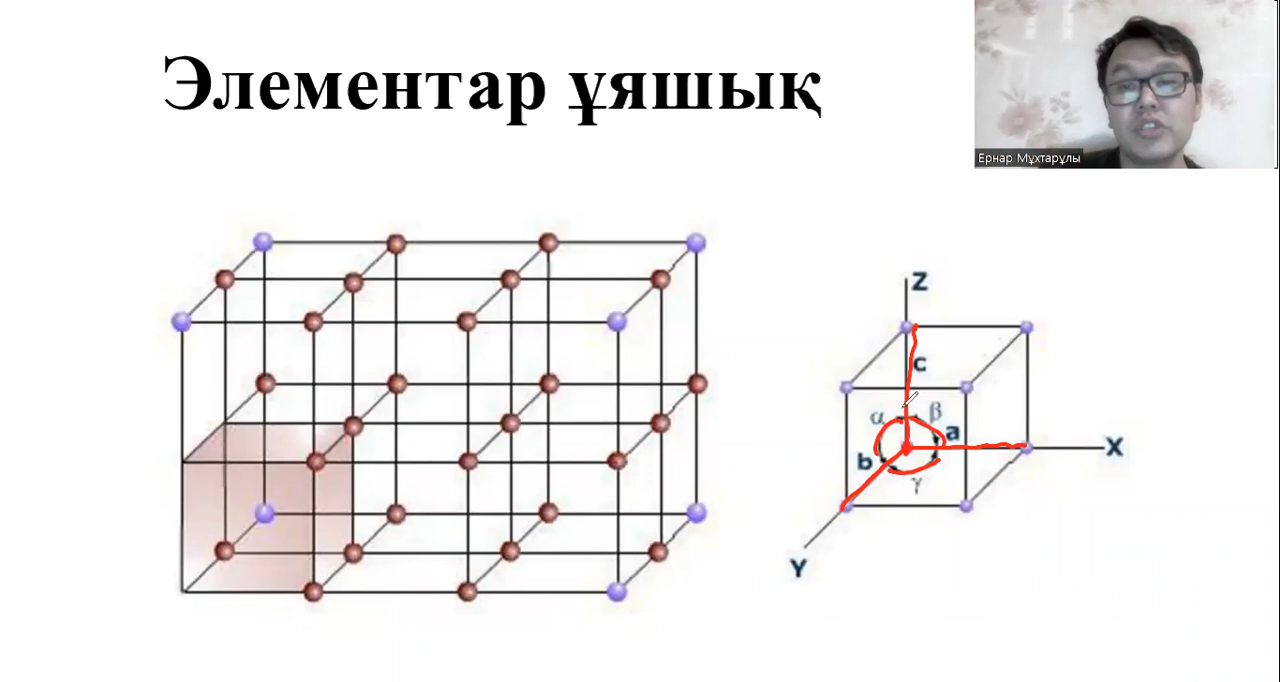 Элементар ұяшық
Ернар Мұхтарұлы
Z
c
α
β
a
b
X
γ
Y